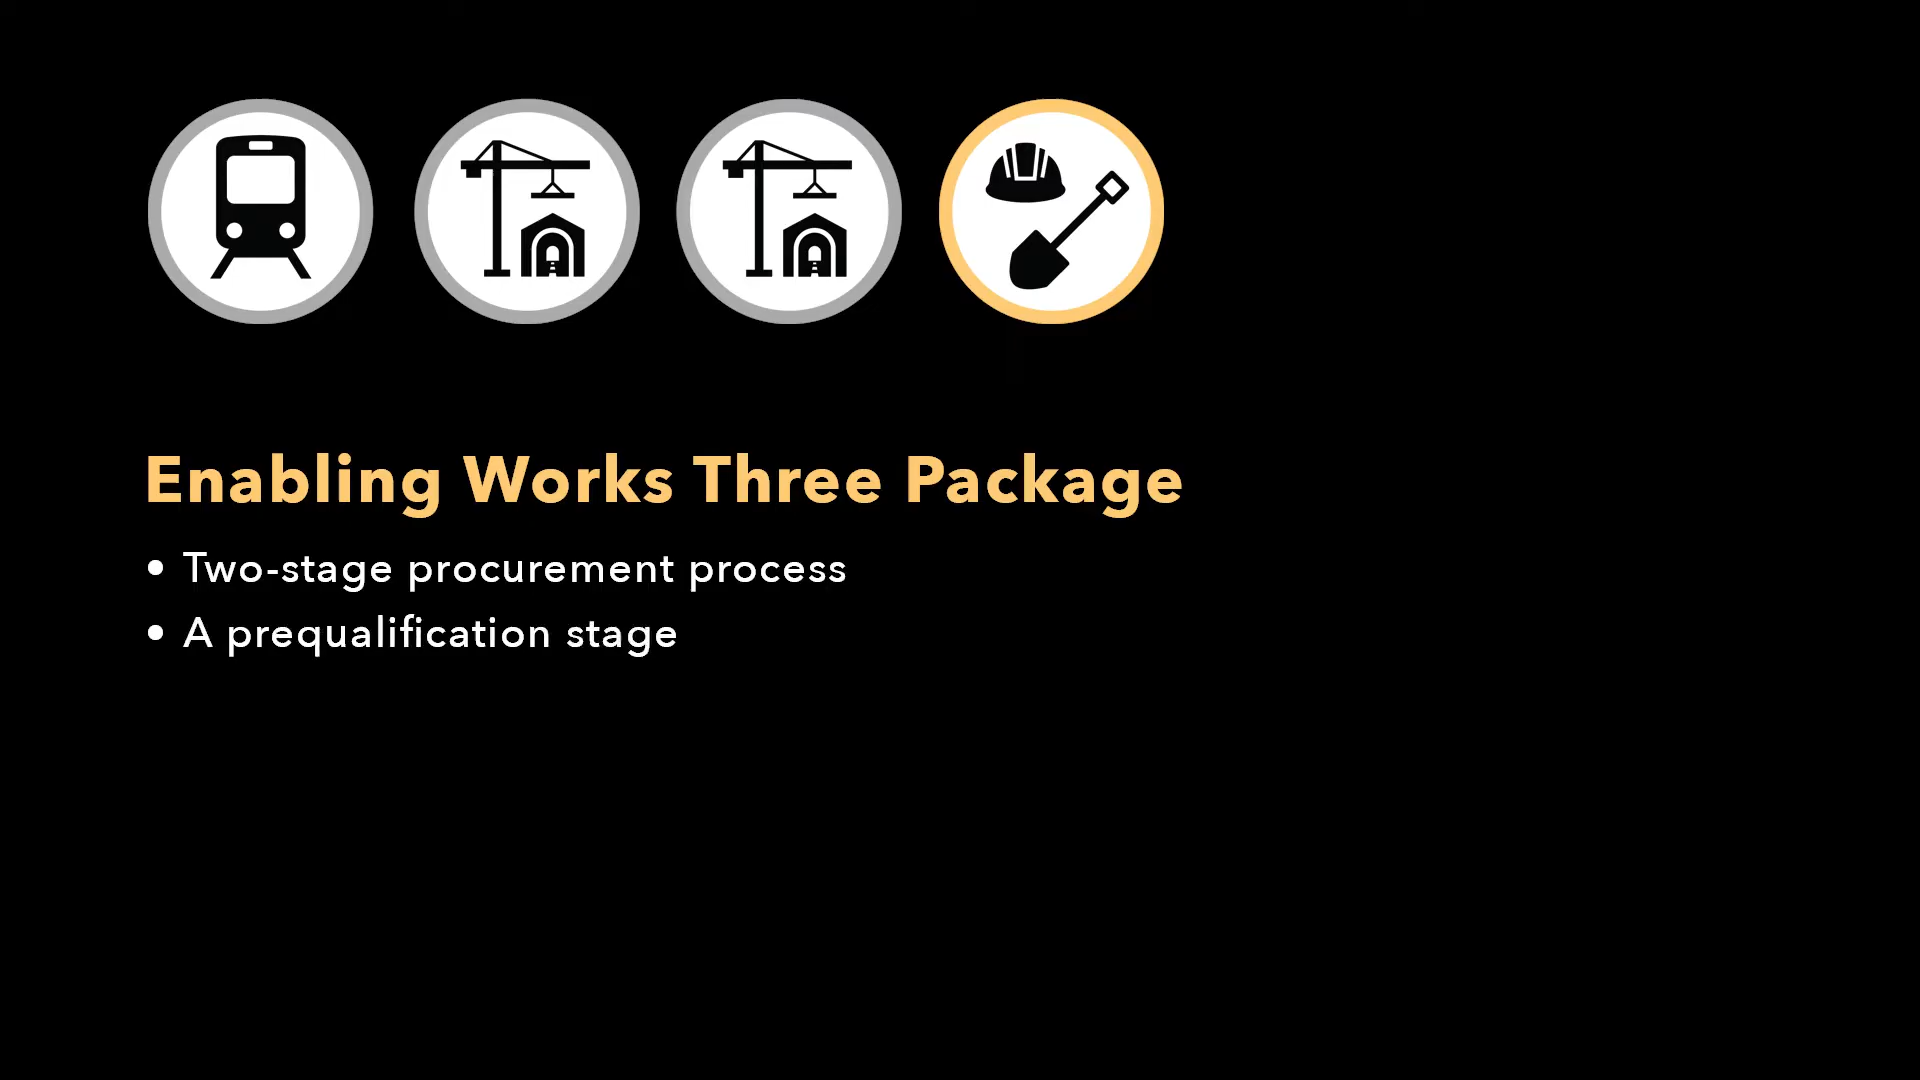 Enabling Works Three Package
• Two-stage procurement process
• A prequalification stage